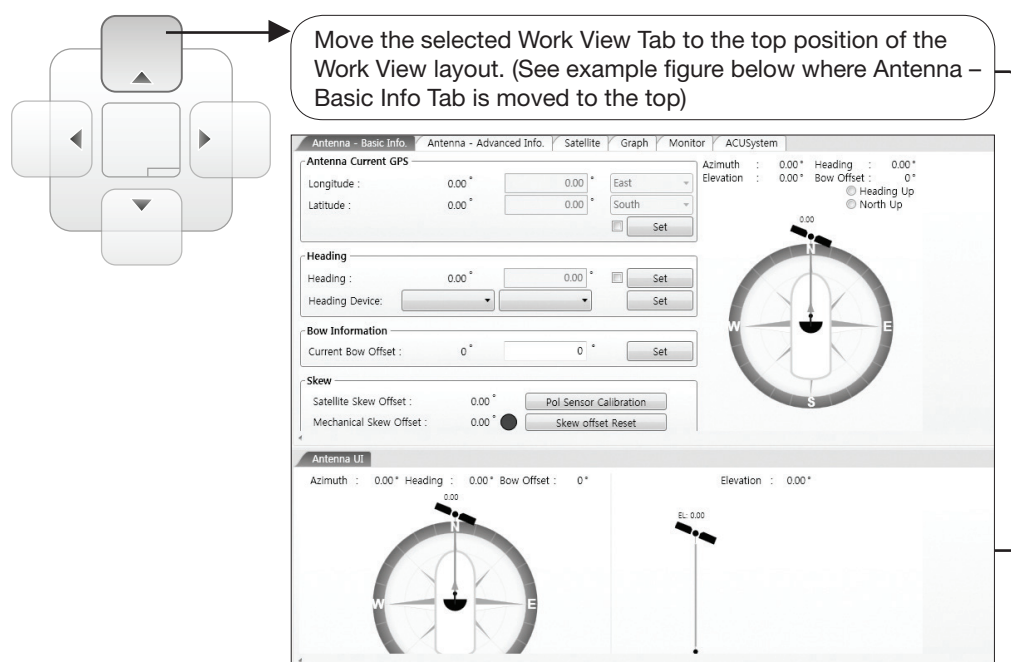 Move the selected Work View Tab to the top position of the
Work View layout. (See example figure below where Antenna –
Basic Info Tab is moved to the top)
Antenna - Basic Info. Antenna - Advanced Info. Satellite Graph Monitor ACUSystem
Antenna Current GPS
Longitude : 0.00 ° 0.00 ° East
Latitude : 0.00 ° 0.00 ° South
Set
Heading
Heading : 0.00 ° 0.00 ° Set
Heading Device: Set
Bow Information
Current Bow Offset : 0 ° 0 ° Set
Skew
Satellite Skew Offset : 0.00 ° Pol Sensor Calibration
Mechanical Skew Offset : 0.00 ° Skew offset Reset
Azimuth : 0.00 ° Heading : 0.00 °
Elevation : 0.00 ° Bow Offset : 0 °
Heading Up
North Up
0.00
N
W E
S
Antenna UI
Azimuth : 0.00 ° Heading : 0.00 ° Bow Offset : 0 ° Elevation : 0.00 °
0.00
N
W E
EL: 0.00